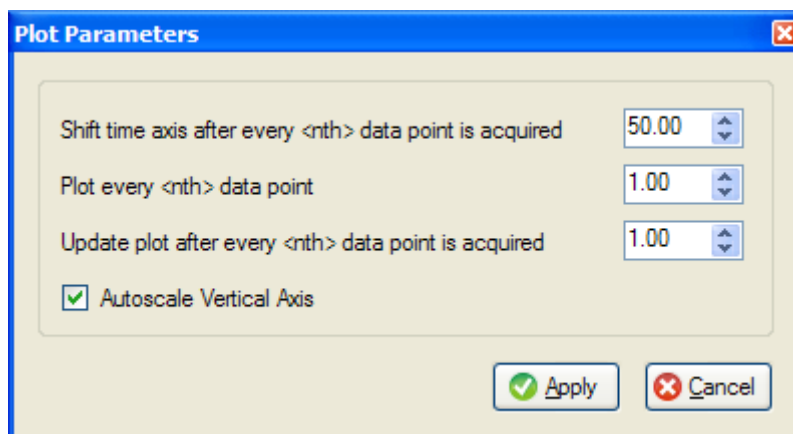 Plot Parameters
Shift time axis after every <nth> data point is acquired 50.00
Plot every <nth> data point 1.00
Update plot after every <nth> data point is acquired 1.00
Autoscale Vertical Axis
Apply Cancel